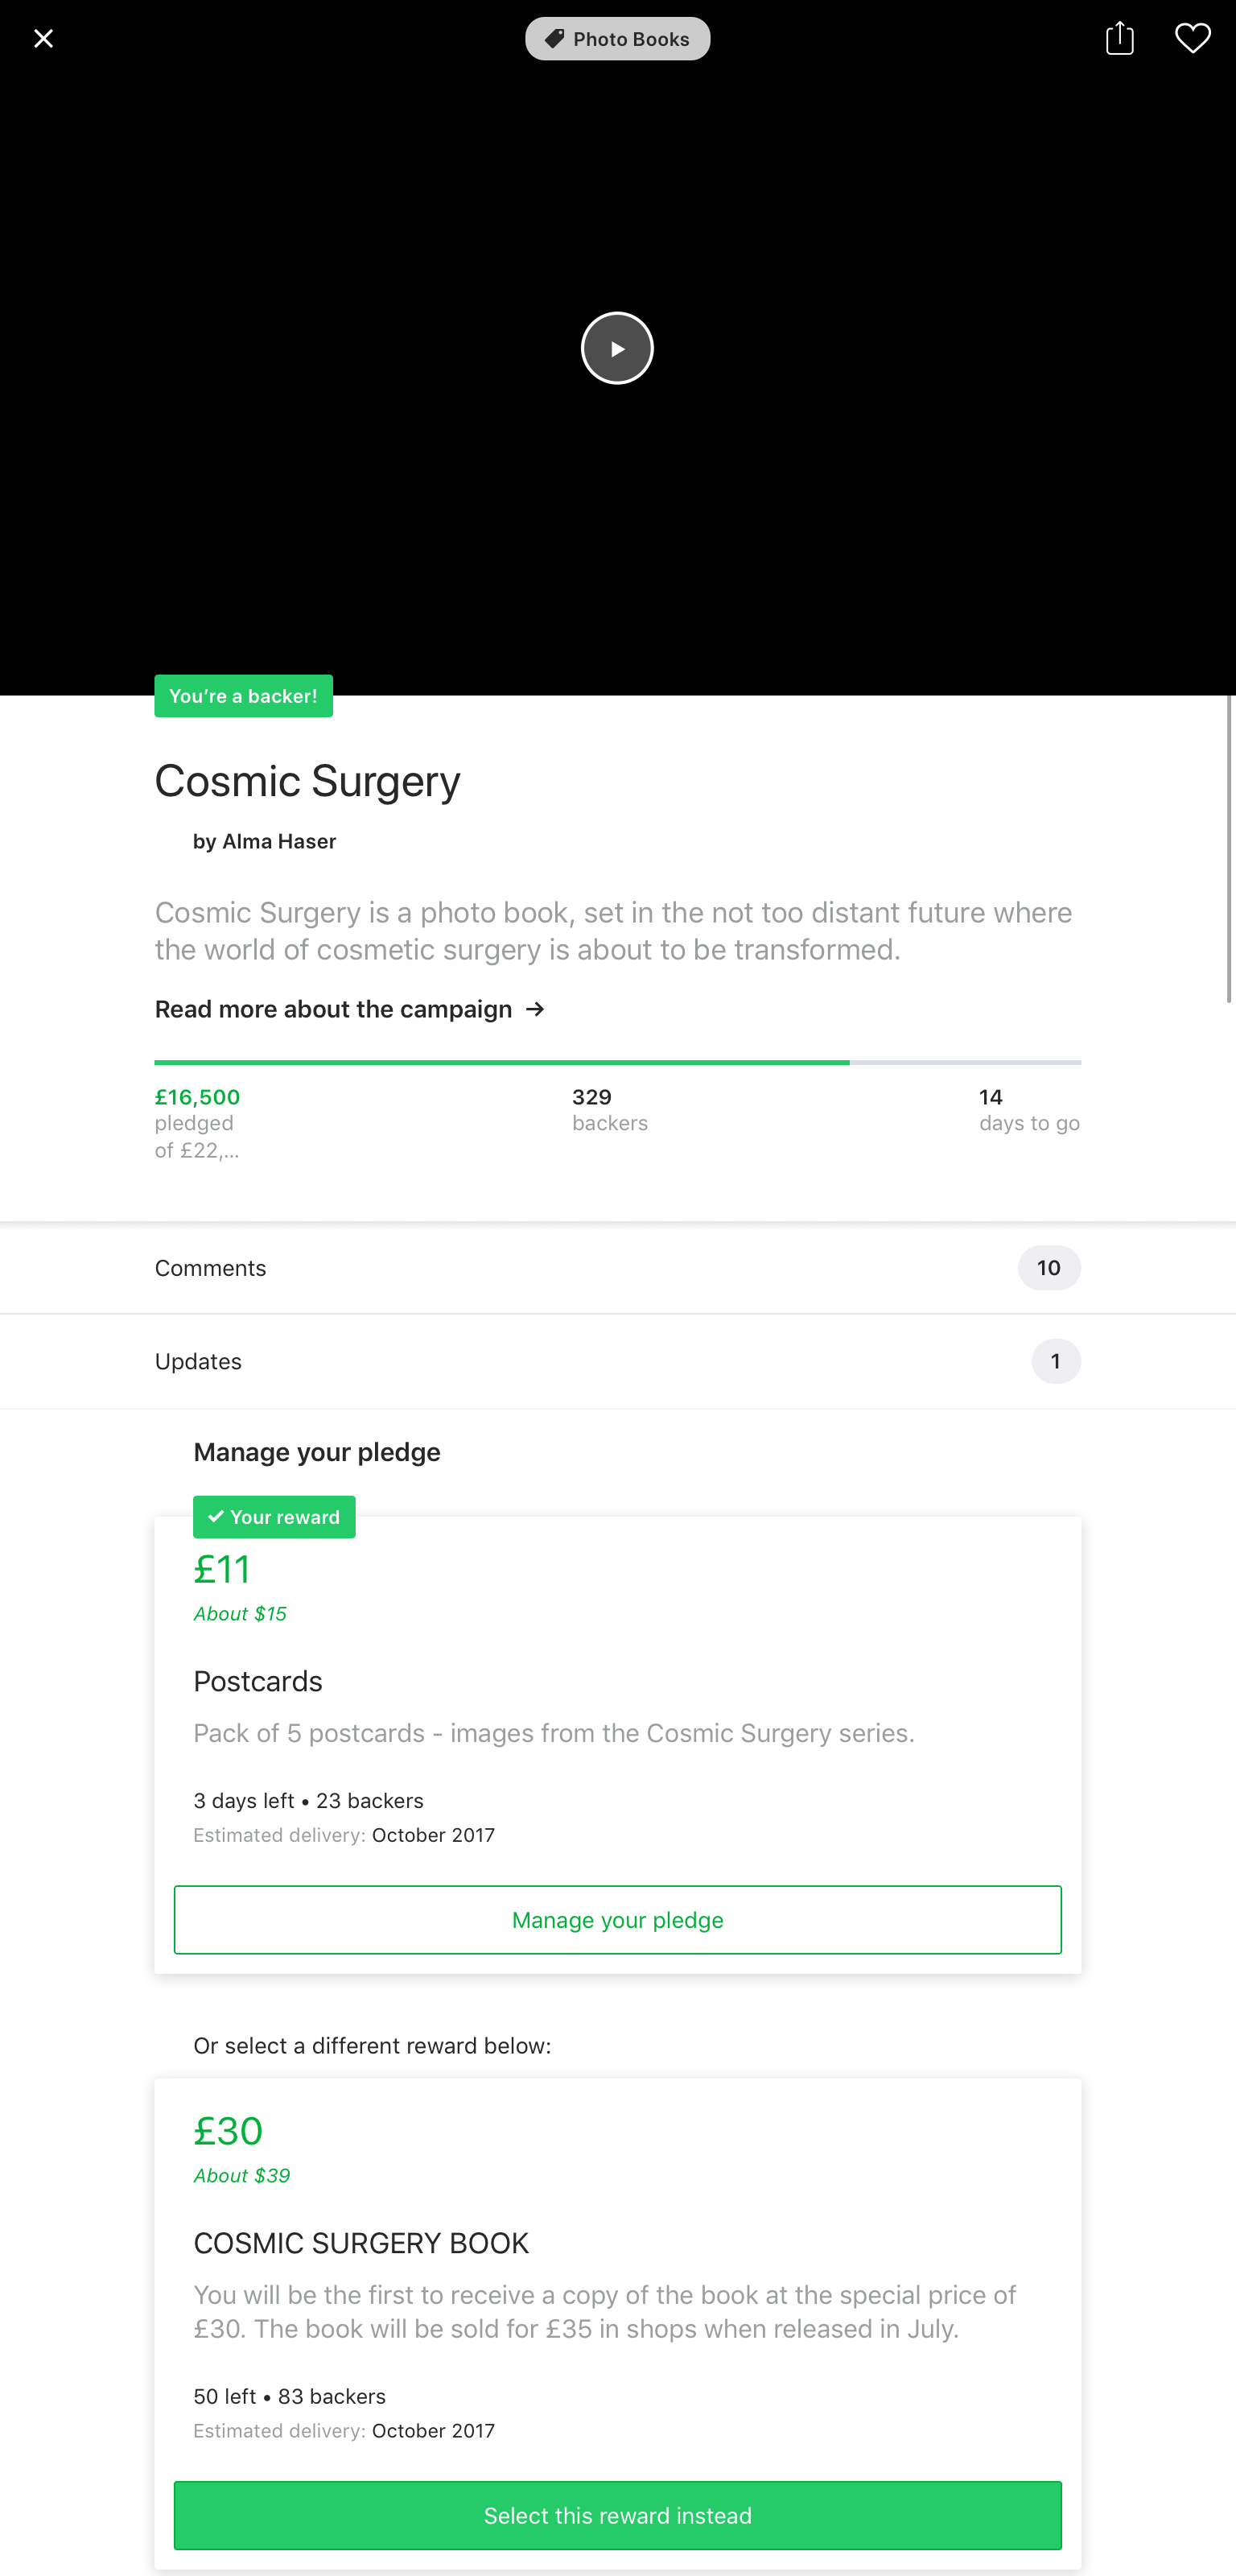 Photo Books
You’re a backer!
Cosmic Surgery
by Alma Haser
Cosmic Surgery is a photo book, set in the not too distant future where
the world of cosmetic surgery is about to be transformed.
Read more about the campaign →
£16,500
pledged
of £22,...
329
backers
14
days to go
Comments
10
Updates
1
Manage your pledge
Your reward
£11
About $15
Postcards
Pack of 5 postcards - images from the Cosmic Surgery series.
3 days left • 23 backers
Estimated delivery: October 2017
Manage your pledge
Or select a different reward below:
£30
About $39
COSMIC SURGERY BOOK
You will be the first to receive a copy of the book at the special price of
£30. The book will be sold for £35 in shops when released in July.
50 left • 83 backers
Estimated delivery: October 2017
Select this reward instead